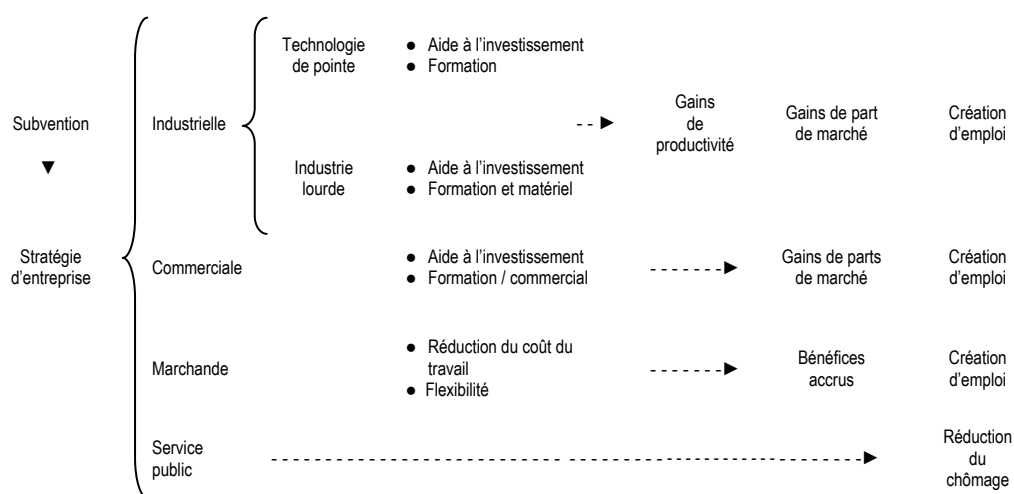 Subvention
▼
Stratégie
d’entreprise
Industrielle
Technologie
de pointe
● Aide à l’investissement
● Formation
Industrie
lourde
● Aide à l’investissement
● Formation et matériel
Gains
de
productivité
Gains de part
de marché
Création
d’emploi
Commerciale
● Aide à l’investissement
● Formation / commercial
Gains de parts
de marché
Création
d’emploi
Marchande
● Réduction du coût du
travail
● Flexibilité
Bénéfices
accrus
Création
d’emploi
Service
public
Réduction
du
chômage